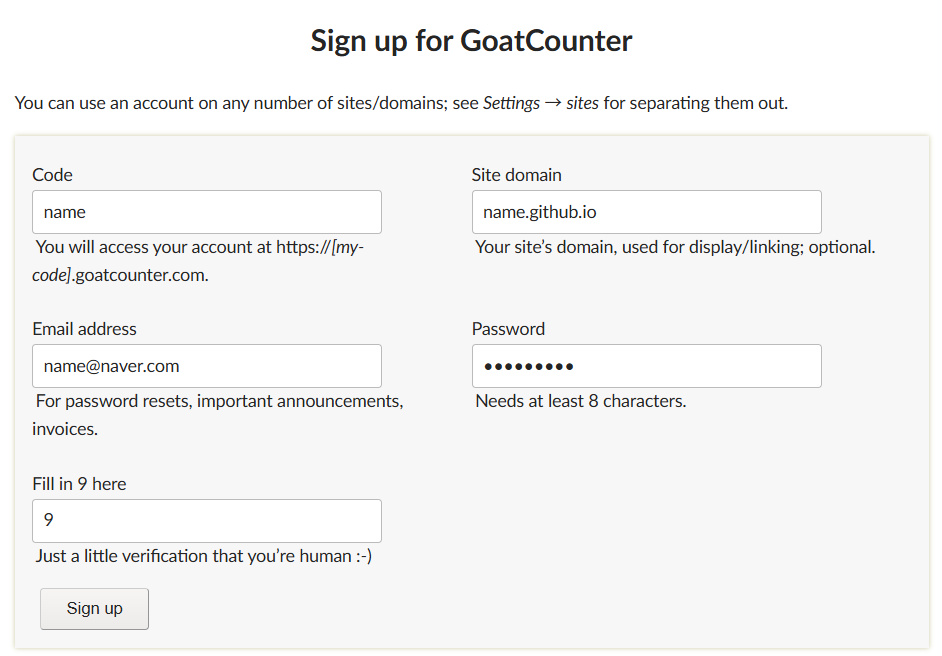 Sign up for GoatCounter
You can use an account on any number of sites/domains; see Settings → sites for separating them out.
Code
name
You will access your account at https://[my-
code].goatcounter.com.
Site domain
name.github.io
Your site’s domain, used for display/linking; optional.
Email address
name@naver.com
For password resets, important announcements,
invoices.
Password
•••••••••
Needs at least 8 characters.
Fill in 9 here
9
Just a little verification that you’re human :-)
Sign up